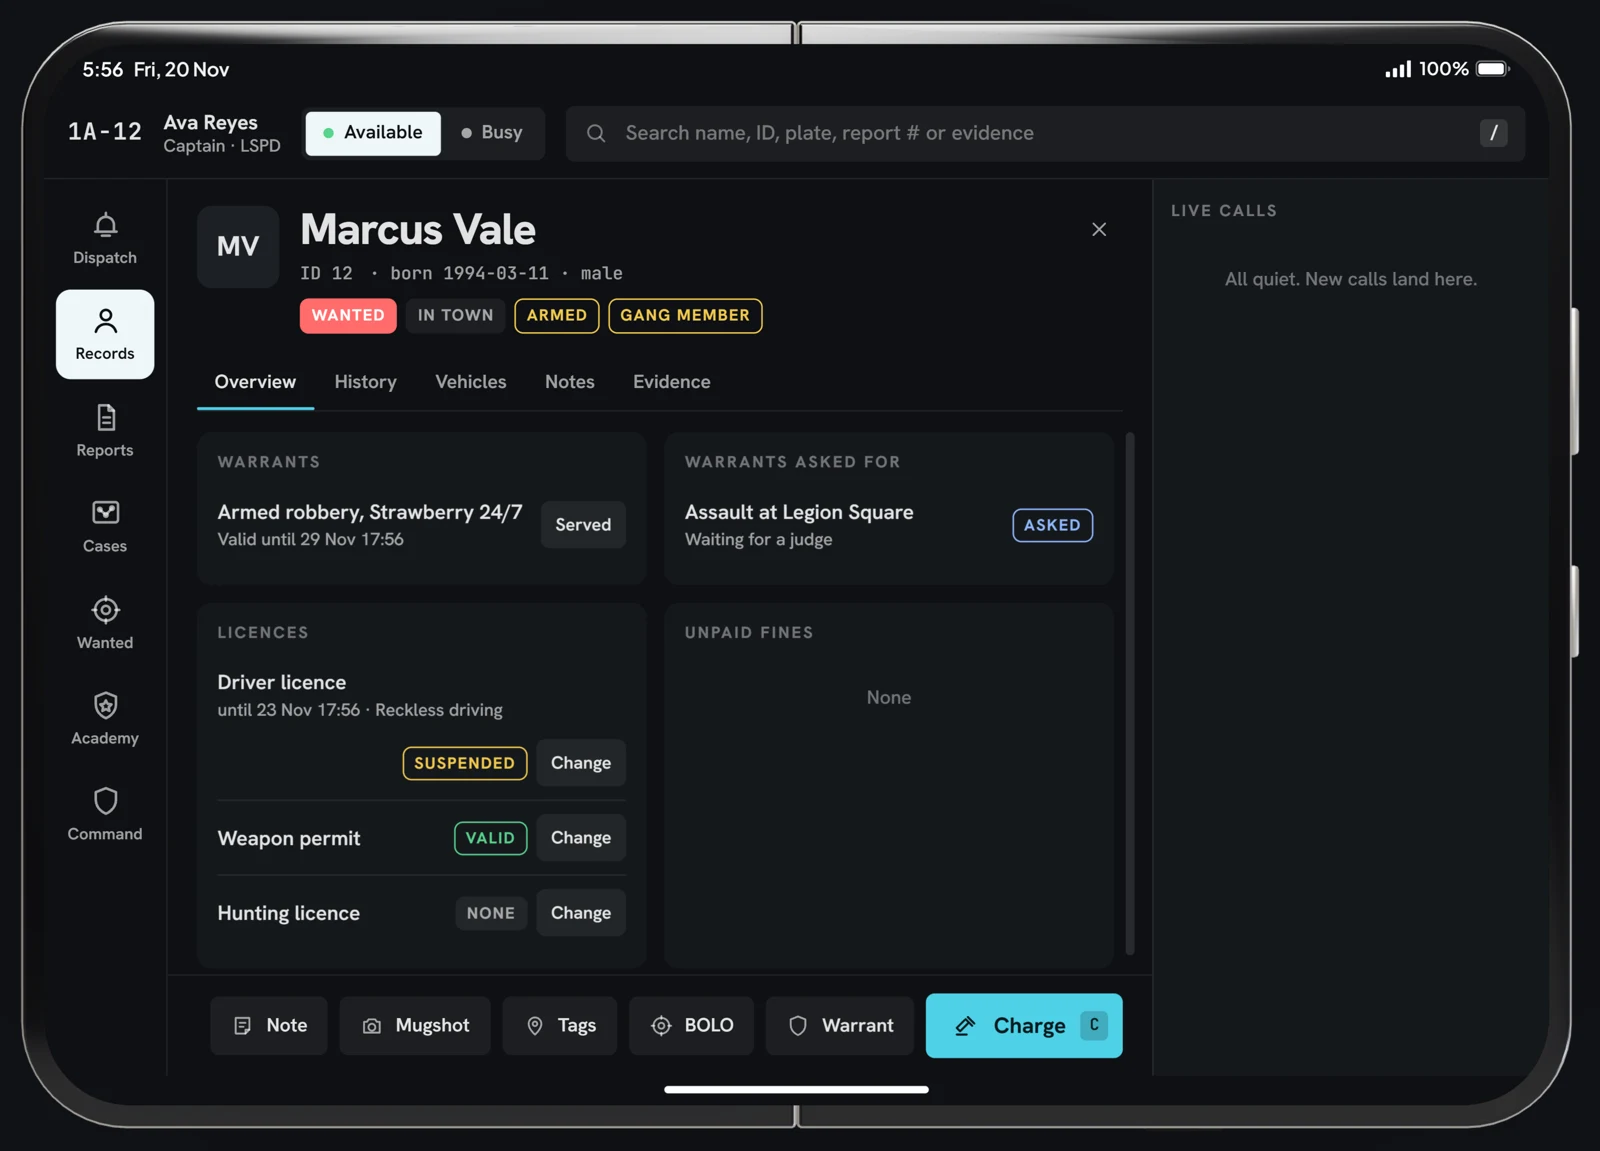 5:56 Fri, 20 Nov
100%
1A-12
Ava Reyes
Captain · LSPD
Available
Busy
Search name, ID, plate, report # or evidence
/
Dispatch
Records
Reports
Cases
Wanted
Academy
Command
MV
Marcus Vale
ID 12 · born 1994-03-11 · male
WANTED
IN TOWN
ARMED
GANG MEMBER
Overview
History
Vehicles
Notes
Evidence
WARRANTS
Armed robbery, Strawberry 24/7
Valid until 29 Nov 17:56
Served
WARRANTS ASKED FOR
Assault at Legion Square
Waiting for a judge
ASKED
LICENCES
Driver licence
until 23 Nov 17:56 · Reckless driving
SUSPENDED
Change
Weapon permit
VALID
Change
Hunting licence
NONE
Change
UNPAID FINES
None
Note
Mugshot
Tags
BOLO
Warrant
Charge
C
LIVE CALLS
All quiet. New calls land here.